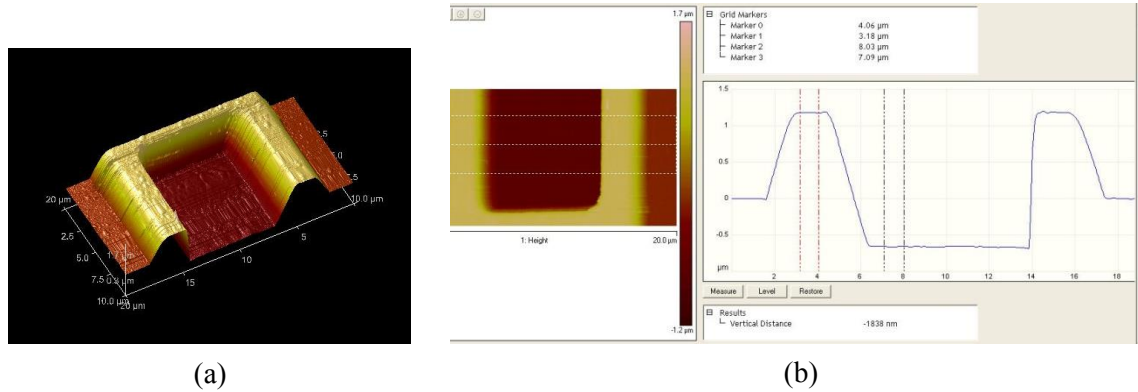 20 µm
2.5
5.0
7.5
10.0 µm
20 µm
15
10
5
10.0 µm
1.7 µm
-1.2 µm
1: Height
20.0 µm
Grid Markers
Marker 0 4.06 µm
Marker 1 3.18 µm
Marker 2 8.03 µm
Marker 3 7.09 µm
1.5
1
0.5
0
-0.5
µm
2 4 6 8 10 12 14 16 18
Measure Level Restore
Results
Vertical Distance -1838 nm
(a)
(b)